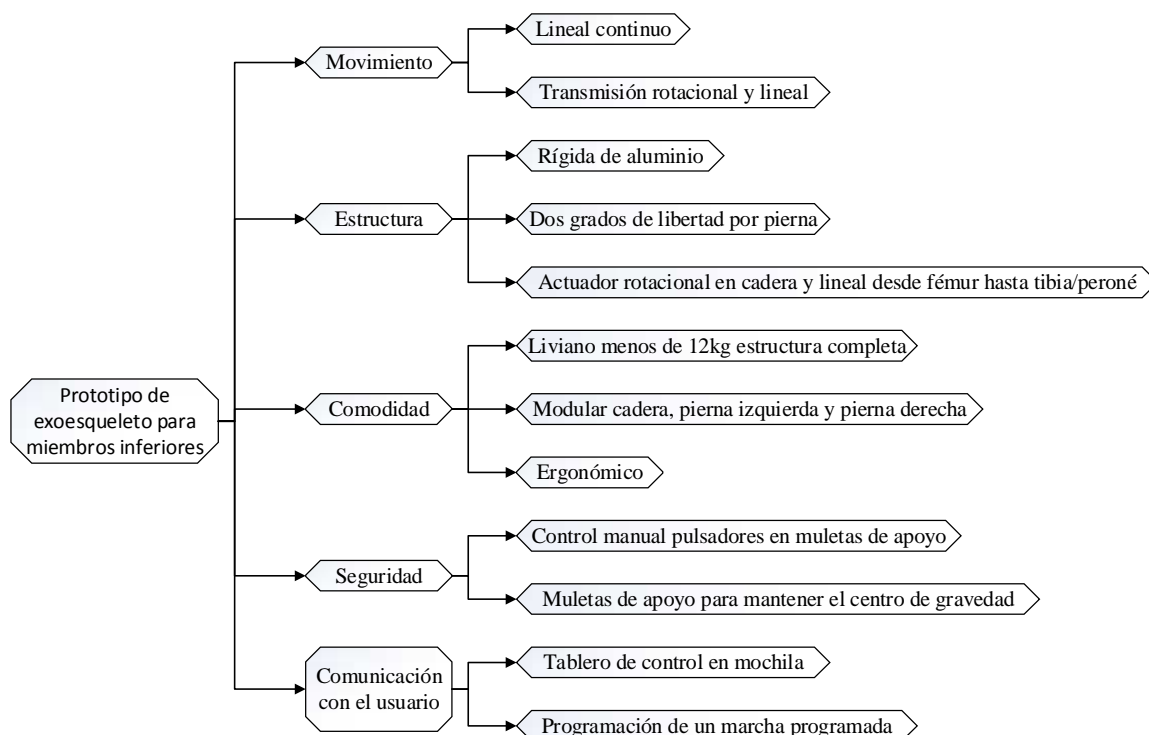 Prototipo de
exoesqueleto para
miembros inferiores
Movimiento
Lineal continuo
Transmisión rotacional y lineal
Estructura
Rígida de aluminio
Dos grados de libertad por pierna
Actuador rotacional en cadera y lineal desde fémur hasta tibia/peroné
Comodidad
Liviano menos de 12kg estructura completa
Modular cadera, pierna izquierda y pierna derecha
Ergonómico
Seguridad
Control manual pulsadores en muletas de apoyo
Muletas de apoyo para mantener el centro de gravedad
Comunicación
con el usuario
Tablero de control en mochila
Programación de un marcha programada